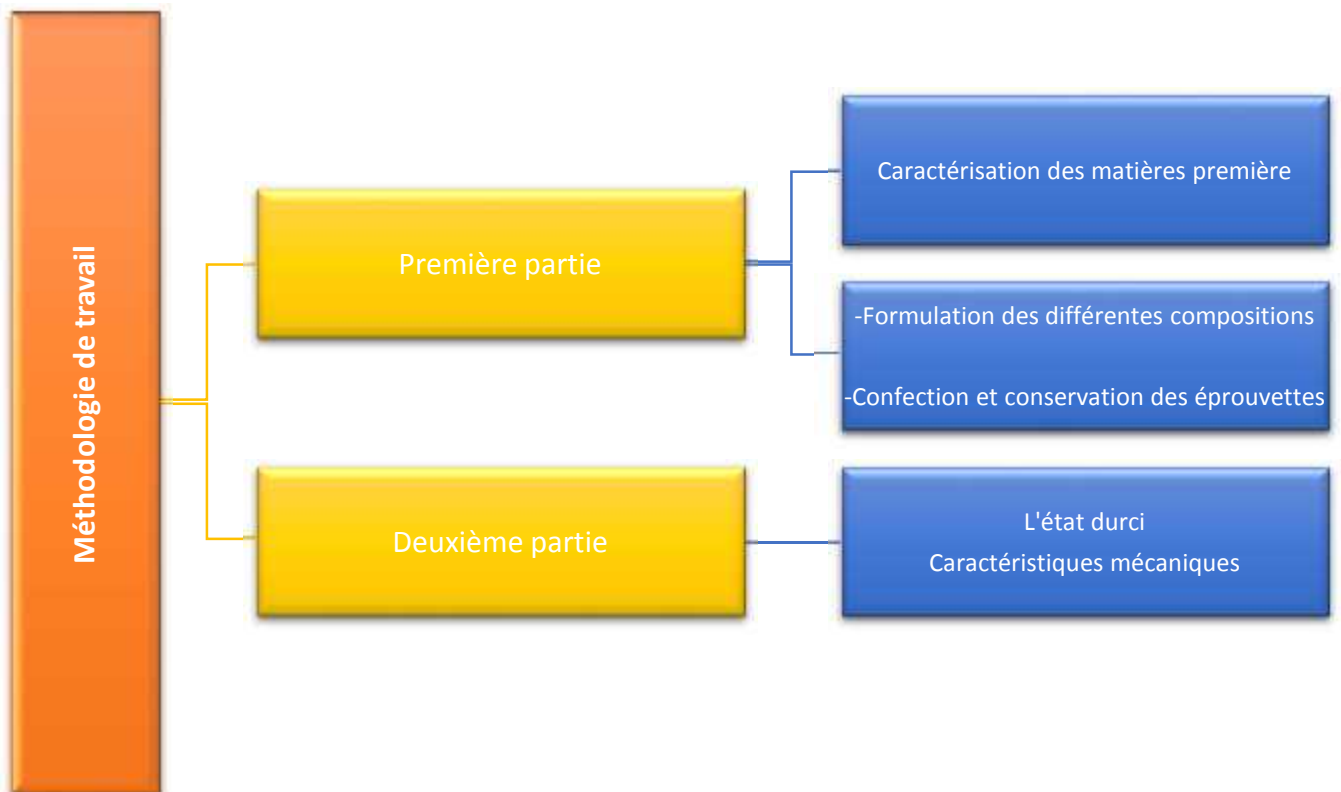 Méthodologie de travail
Première partie
Caractérisation des matières première
-Formulation des différentes compositions
-Confection et conservation des éprouvettes
Deuxième partie
L'état durci
Caractéristiques mécaniques